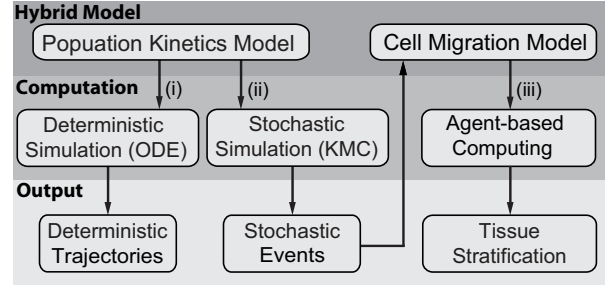 Hybrid Model
Popuation Kinetics Model
Cell Migration Model
Computation
(i)
(ii)
(iii)
Deterministic
Simulation (ODE)
Stochastic
Simulation (KMC)
Agent-based
Computing
Output
Deterministic
Trajectories
Stochastic
Events
Tissue
Stratification